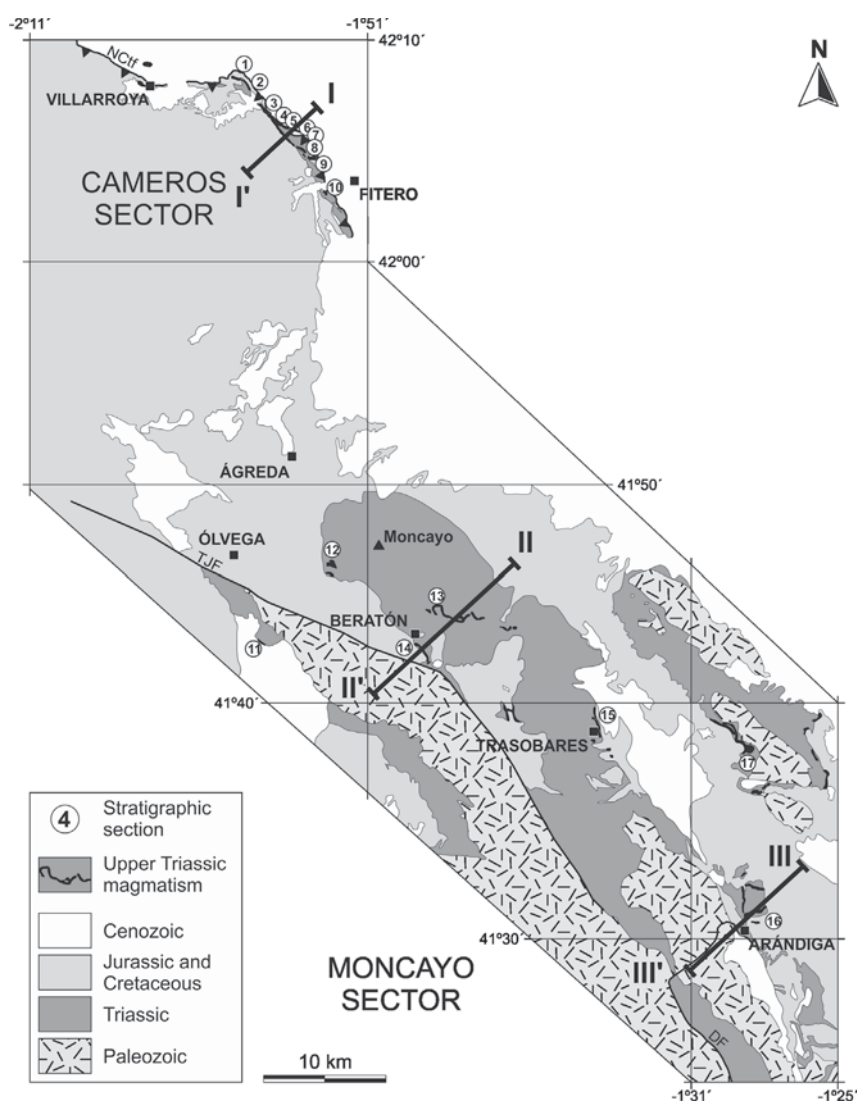 -2º11
-1º51
42º10
NCtf
VILLARROYA
1
2
3
4
5
6
7
8
9
10
I
I'
N
CAMEROS
SECTOR
FITERO
42º00´
ÁGREDA
41º50´
ÓLVEGA
TJF
12
Moncayo
II
13
BERATÓN
14
11
II'
41º40´
15
TRASOBARES
17
III
16
ARÁNDIGA
41º30´
III'
MONCAYO
SECTOR
DF
10 km
-1º31
-1º25
4
Stratigraphic
section
Upper Triassic
magmatism
Cenozoic
Jurassic and
Cretaceous
Triassic
Paleozoic